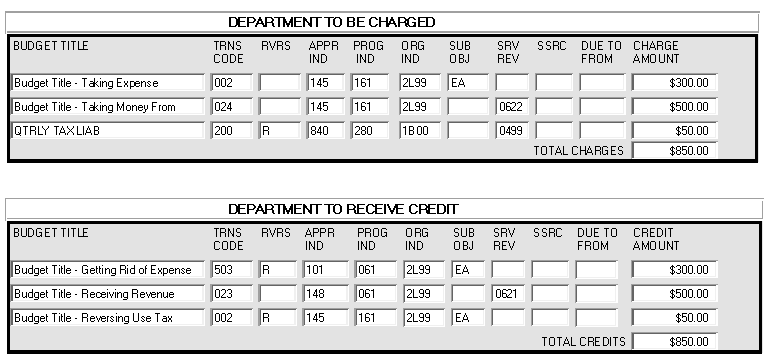 DEPARTMENT TO BE CHARGED
BUDGET TITLE TRNS CODE RVRS APPR IND PROG IND ORG IND SUB OBJ SRV REV SSRC DUE TO FROM CHARGE AMOUNT
Budget Title - Taking Expense 002 145 161 2L99 EA $300.00
Budget Title - Taking Money From 024 145 161 2L99 0622 $500.00
QTRLY TAX LIAB 200 R 840 280 1B00 0499 $50.00
TOTAL CHARGES $850.00
DEPARTMENT TO RECEIVE CREDIT
BUDGET TITLE TRNS CODE RVRS APPR IND PROG IND ORG IND SUB OBJ SRV REV SSRC DUE TO FROM CREDIT AMOUNT
Budget Title - Getting Rid of Expense 503 R 101 061 2L99 EA $300.00
Budget Title - Receiving Revenue 023 148 061 2L99 0621 $500.00
Budget Title - Reversing Use Tax 002 R 145 161 2L99 EA $50.00
TOTAL CREDITS $850.00